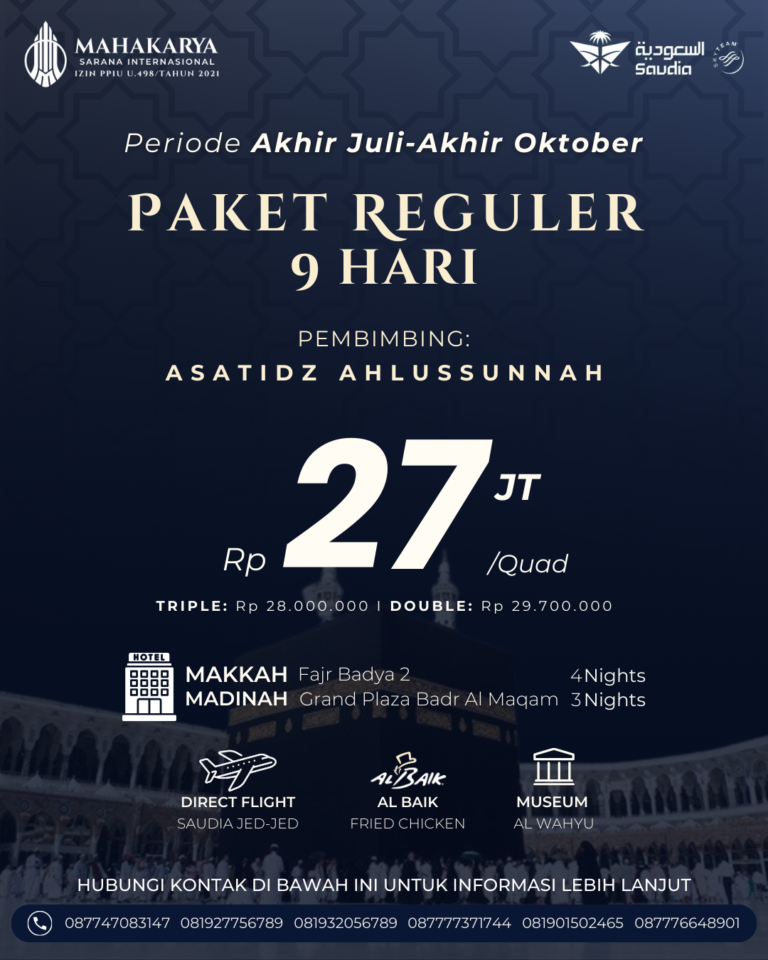 MAHAKARYA
SARANA INTERNASIONAL
IZIN PPIU U.498/TAHUN 2021
السعودية
Saudia
SKYTEAM
Periode Akhir Juli-Akhir Oktober
PAKET REGULER
9 HARI
PEMBIMBING:
ASATIDZ AHLUSSUNNAH
Rp 27 JT /Quad
TRIPLE: Rp 28.000.000 I DOUBLE: Rp 29.700.000
HOTEL
MAKKAH Fajr Badya 2 4 Nights
MADINAH Grand Plaza Badr Al Maqam 3 Nights
AL BAIK
DIRECT FLIGHT AL BAIK MUSEUM
SAUDIA JED-JED FRIED CHICKEN AL WAHYU
HUBUNGI KONTAK DI BAWAH INI UNTUK INFORMASI LEBIH LANJUT
087747083147 081927756789 081932056789 087777371744 081901502465 087776648901